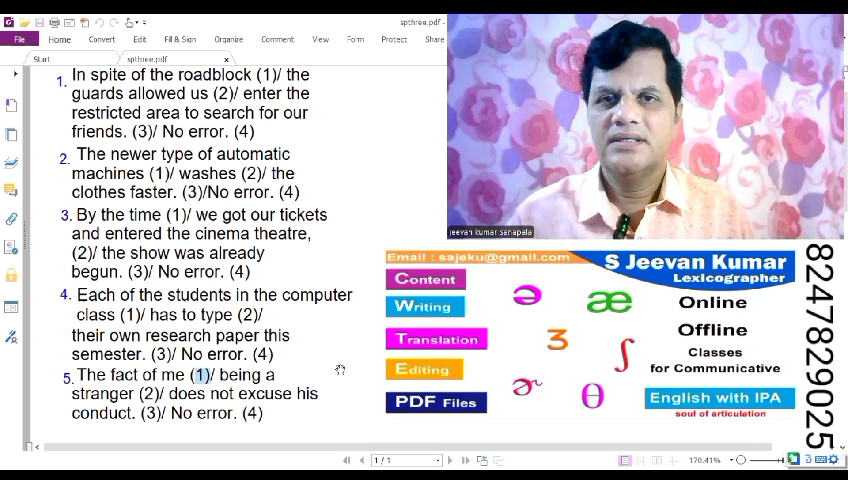 spthree.pdf -
File Home Convert Edit Fill & Sign Organize Comment View Form Protect Share
Start spthree.pdf x
1. In spite of the roadblock (1)/ the
guards allowed us (2)/ enter the
restricted area to search for our
friends. (3)/ No error. (4)
2. The newer type of automatic
machines (1)/ washes (2)/ the
clothes faster. (3)/No error. (4)
3. By the time (1)/ we got our tickets
and entered the cinema theatre,
(2)/ the show was already
begun. (3)/ No error. (4)
4. Each of the students in the computer
class (1)/ has to type (2)/
their own research paper this
semester. (3)/ No error. (4)
5. The fact of me (1)/ being a
stranger (2)/ does not excuse his
conduct. (3)/ No error. (4)
jeevan kumar sanapala
Email : sajeku@gmail.com
S Jeevan Kumar
Lexicographer
Content
Writing
Translation
Editing
PDF Files
ə æ
ʒ ʃ
ɚ θ
Online
Offline
Classes
for Communicative
English with IPA
soul of articulation
8247829025
1 / 1
170.41%